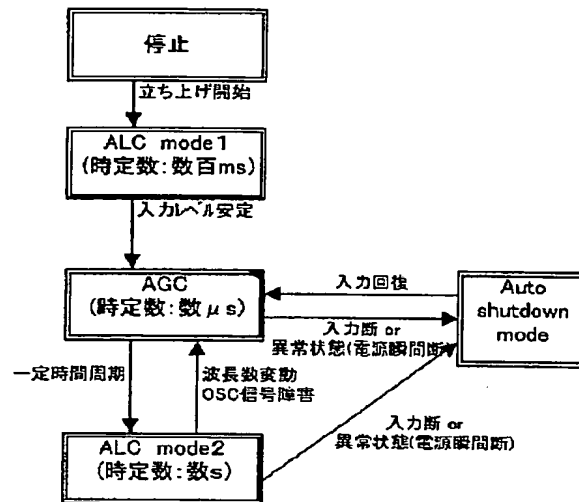 停止
立ち上げ開始
ALC mode1
(時定数:数百ms)
入力レベル安定
AGC
(時定数:数μs)
入力回後
Auto
shutdown
mode
入力断 or
異常状態(電源瞬間断)
一定時間周期
波長数変動
OSC信号障害
入力断 or
異常状態(電源瞬間断)
ALC mode2
(時定数:数s)